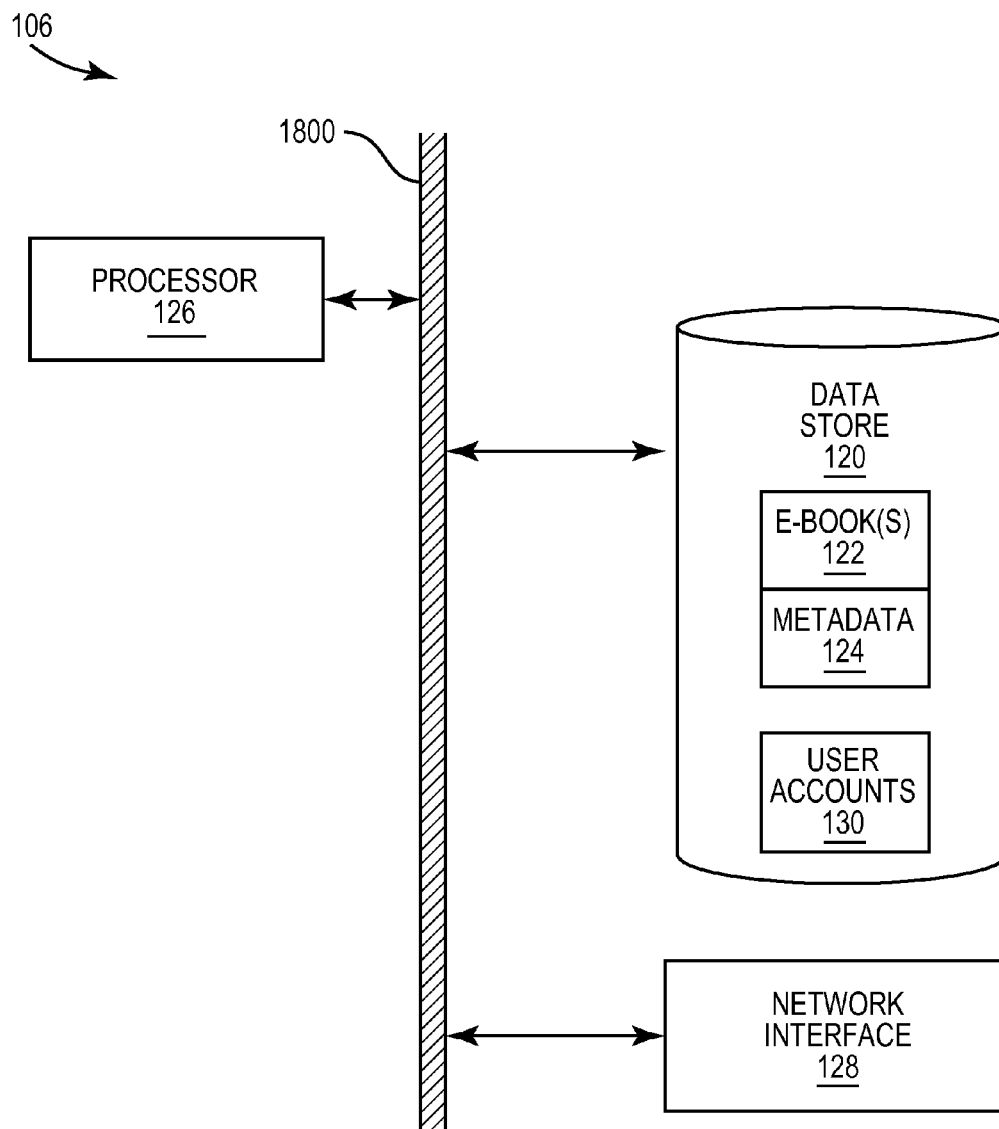 106
1800
PROCESSOR
126
DATA
STORE
120
E-BOOK(S)
122
METADATA
124
USER
ACCOUNTS
130
NETWORK
INTERFACE
128